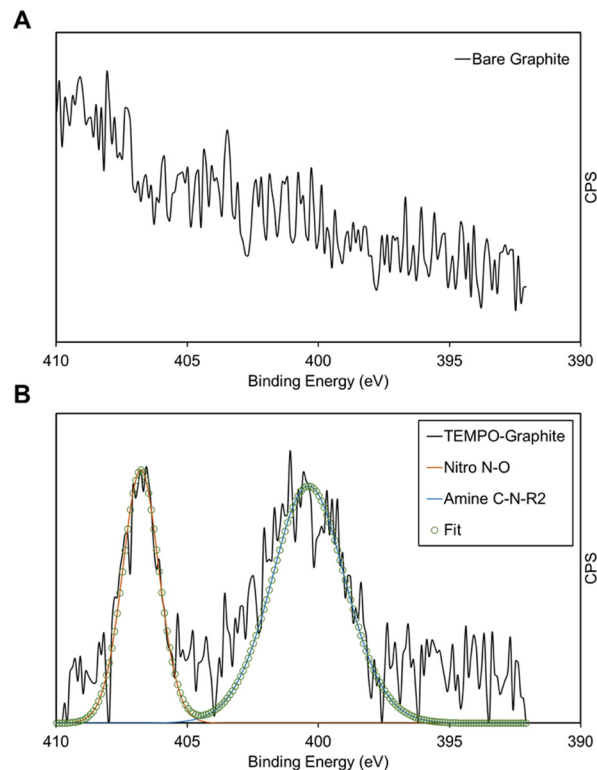 A
Bare Graphite
CPS
410 405 400 395 390
Binding Energy (eV)
B
TEMPO-Graphite
Nitro N-O
Amine C-N-R2
Fit
CPS
410 405 400 395 390
Binding Energy (eV)